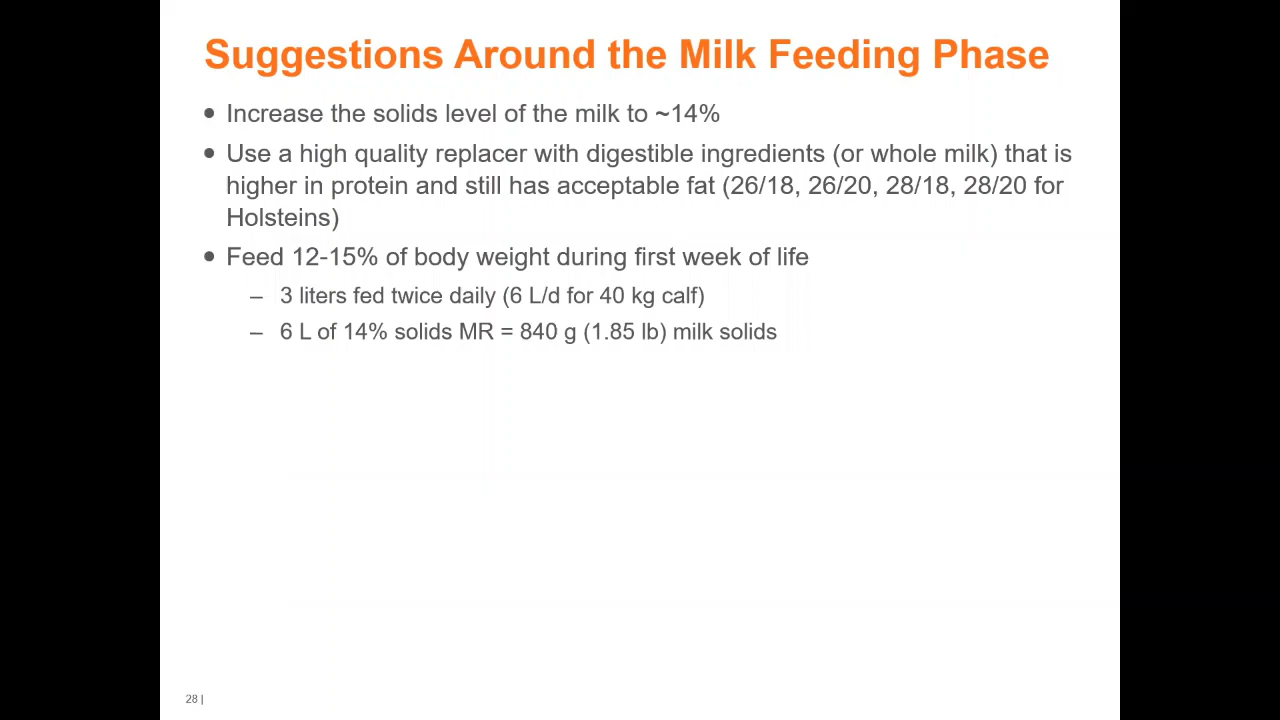 Suggestions Around the Milk Feeding Phase
• Increase the solids level of the milk to ~14%
• Use a high quality replacer with digestible ingredients (or whole milk) that is
higher in protein and still has acceptable fat (26/18, 26/20, 28/18, 28/20 for
Holsteins)
• Feed 12-15% of body weight during first week of life
– 3 liters fed twice daily (6 L/d for 40 kg calf)
– 6 L of 14% solids MR = 840 g (1.85 lb) milk solids
28 |